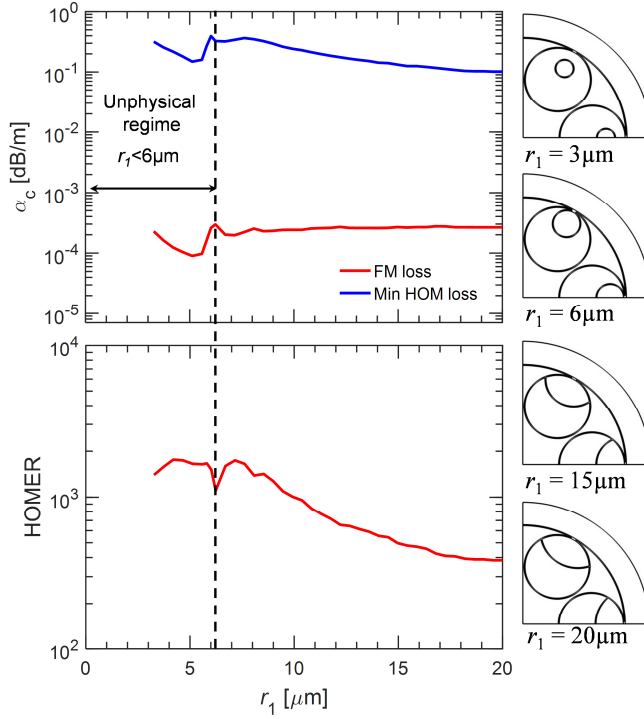 10⁰
10⁻¹
10⁻²
10⁻³
10⁻⁴
10⁻⁵
α_c [dB/m]
Unphysical
regime
r₁<6μm
FM loss
Min HOM loss
10⁴
10³
10²
HOMER
0
5
10
15
20
r₁ [μm]
r₁ = 3μm
r₁ = 6μm
r₁ = 15μm
r₁ = 20μm